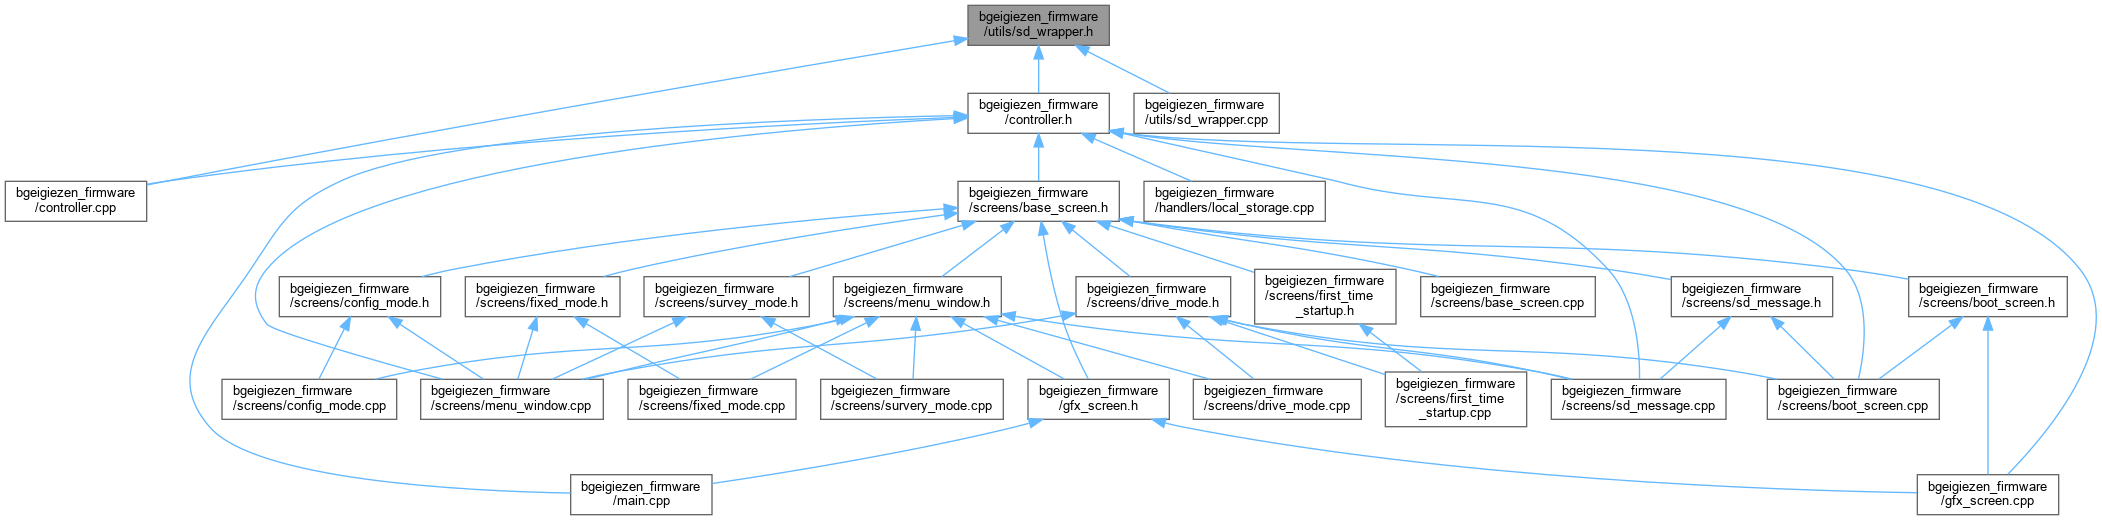 bgeigiezen_firmware
/utils/sd_wrapper.h
bgeigiezen_firmware
/controller.h
bgeigiezen_firmware
/utils/sd_wrapper.cpp
bgeigiezen_firmware
/controller.cpp
bgeigiezen_firmware
/screens/base_screen.h
bgeigiezen_firmware
/handlers/local_storage.cpp
bgeigiezen_firmware
/screens/config_mode.h
bgeigiezen_firmware
/screens/fixed_mode.h
bgeigiezen_firmware
/screens/survey_mode.h
bgeigiezen_firmware
/screens/menu_window.h
bgeigiezen_firmware
/screens/drive_mode.h
bgeigiezen_firmware
/screens/first_time
_startup.h
bgeigiezen_firmware
/screens/base_screen.cpp
bgeigiezen_firmware
/screens/sd_message.h
bgeigiezen_firmware
/screens/boot_screen.h
bgeigiezen_firmware
/screens/config_mode.cpp
bgeigiezen_firmware
/screens/menu_window.cpp
bgeigiezen_firmware
/screens/fixed_mode.cpp
bgeigiezen_firmware
/screens/survery_mode.cpp
bgeigiezen_firmware
/gfx_screen.h
bgeigiezen_firmware
/screens/drive_mode.cpp
bgeigiezen_firmware
/screens/first_time
_startup.cpp
bgeigiezen_firmware
/screens/sd_message.cpp
bgeigiezen_firmware
/screens/boot_screen.cpp
bgeigiezen_firmware
/main.cpp
bgeigiezen_firmware
/gfx_screen.cpp